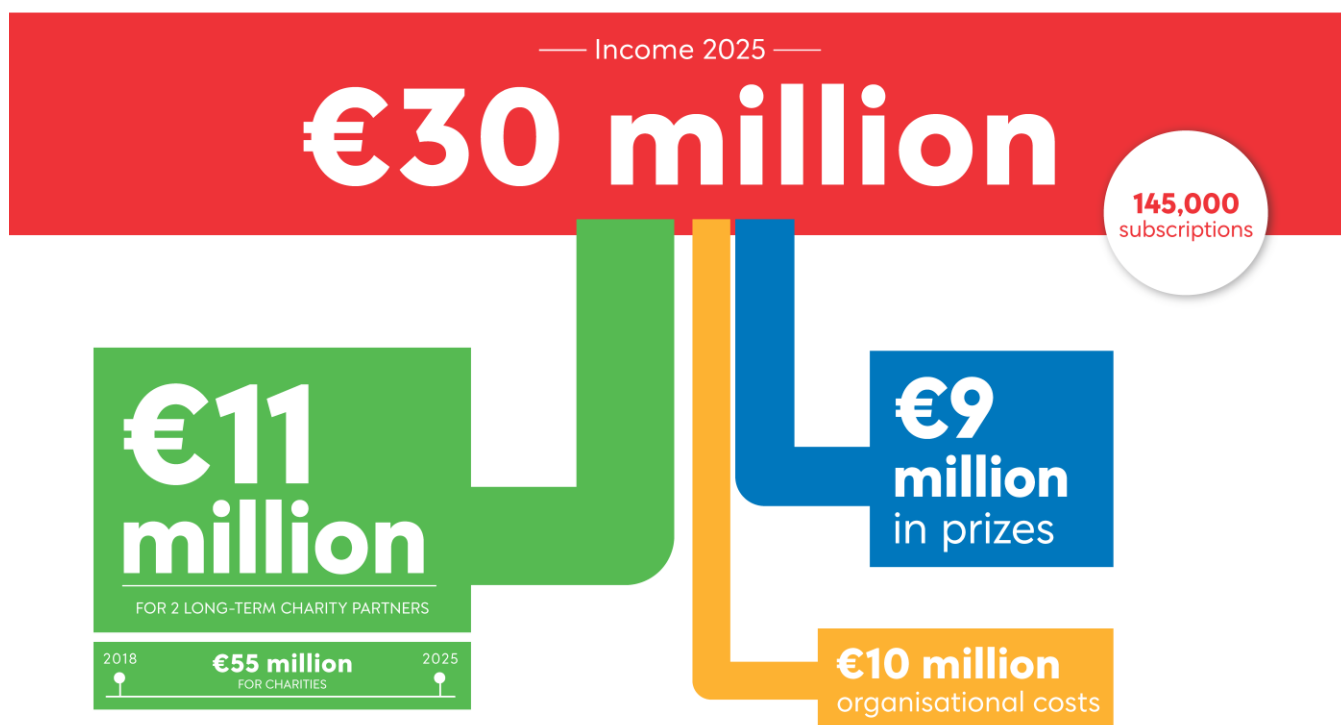 Income 2025
€30 million
145,000
subscriptions
€11
million
FOR 2 LONG-TERM CHARITY PARTNERS
2018
€55 million
FOR CHARITIES
2025
€9
million
in prizes
€10 million
organisational costs